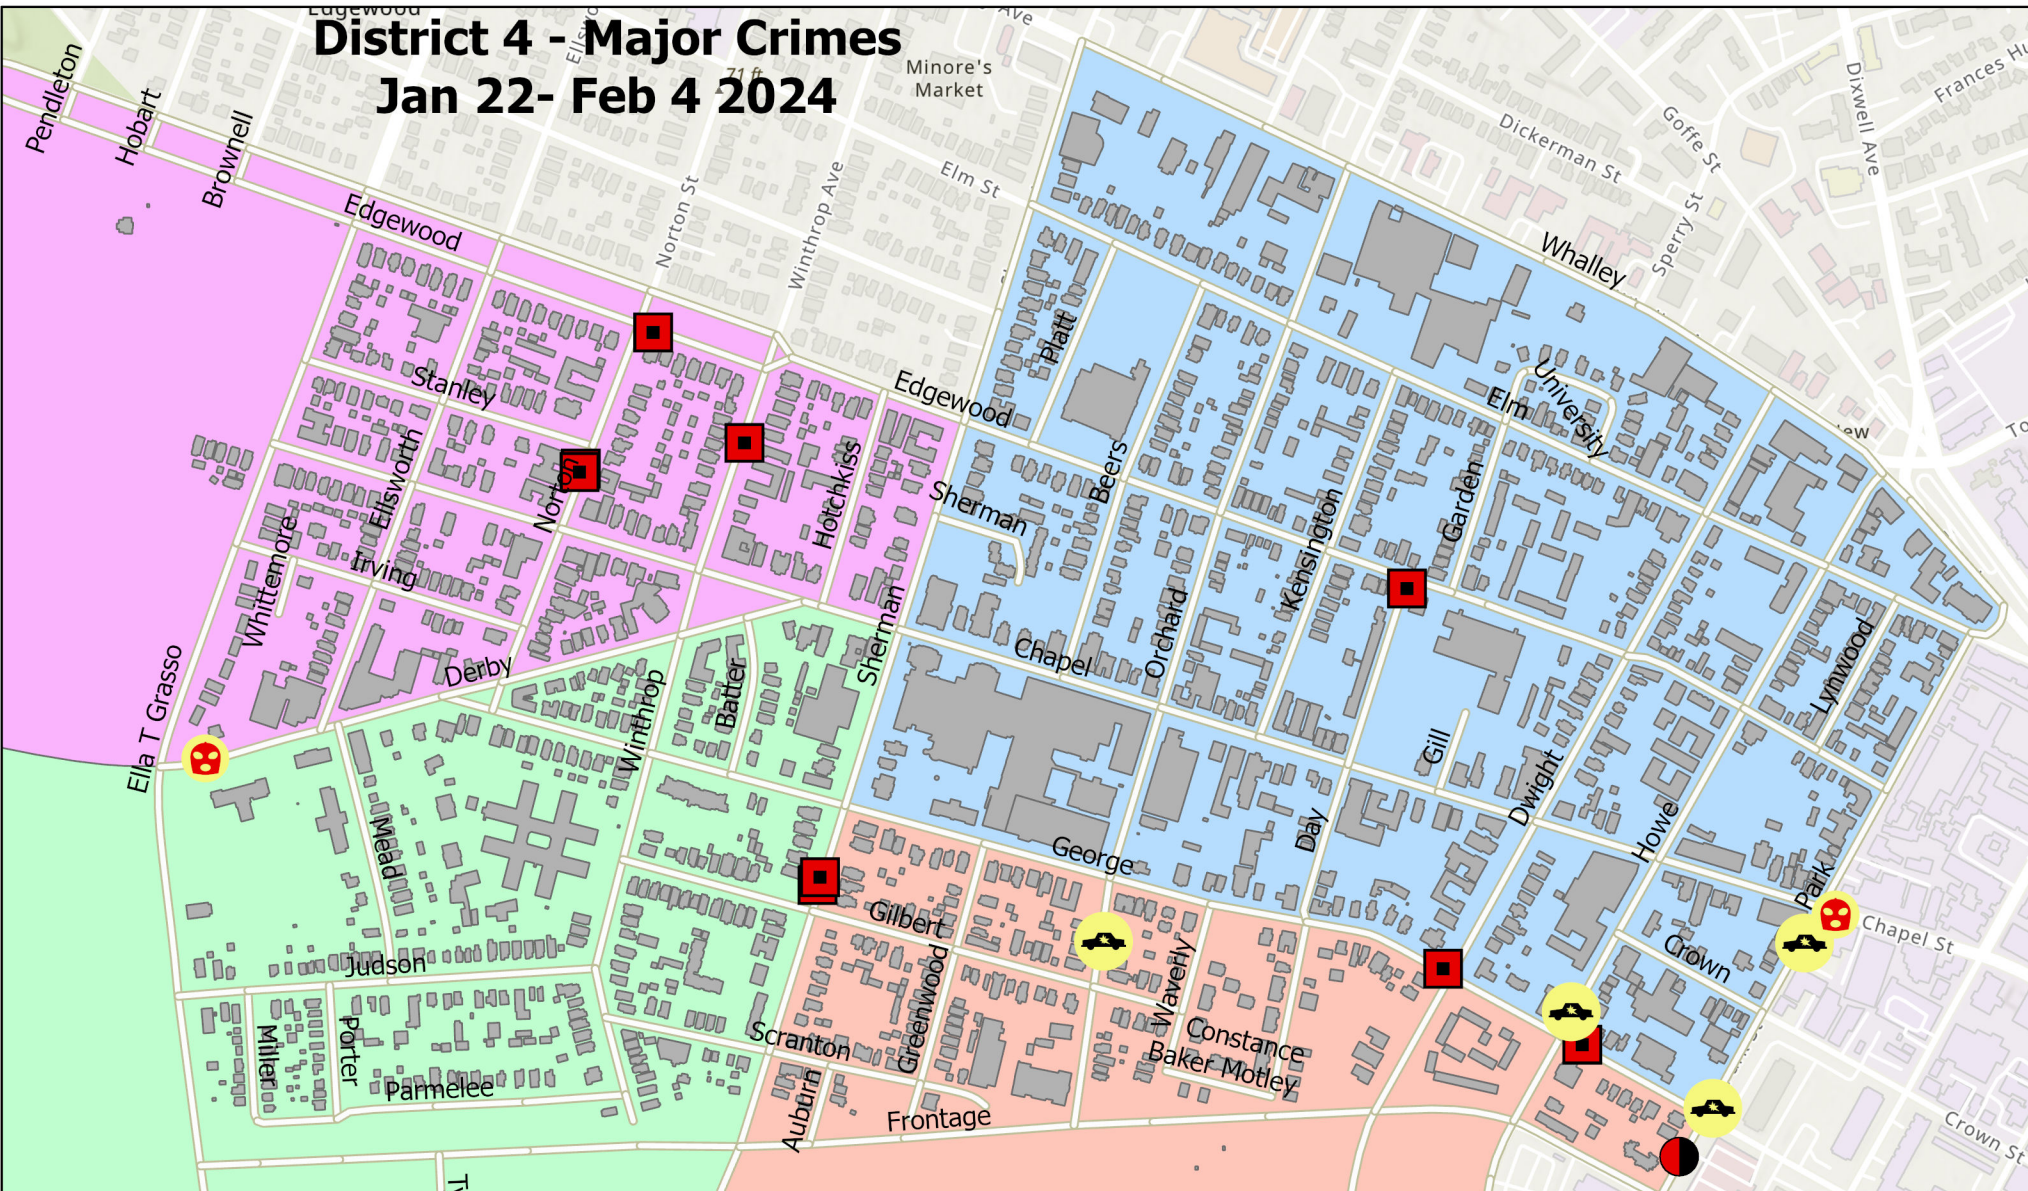 Edgewood
District 4 - Major Crimes
Jan 22- Feb 4 2024
71 ft
Minore's
Market
Ave
Pendleton
Hobart
Brownell
Edgewood
Norton St
Winthrop Ave
Elm St
Dickerman St
Goffe St
Dixwell Ave
Sperry St
Whalley
Platt
Stanley
Edgewood
Elm
University
Ellsworth
Norton
Hotchkiss
Sherman
Beers
Garden
Kensington
Whittemore
Irving
Orchard
Sherman
Chapel
Lynwood
Ella T Grasso
Derby
Batter
Winthrop
Gill
Dwight
Howe
Day
Mead
George
Park
Chapel St
Gilbert
Crown
Judson
Greenwood
Waverly
Miller
Porter
Scranton
Constance
Baker Motley
Parmelee
Auburn
Frontage
Crown St